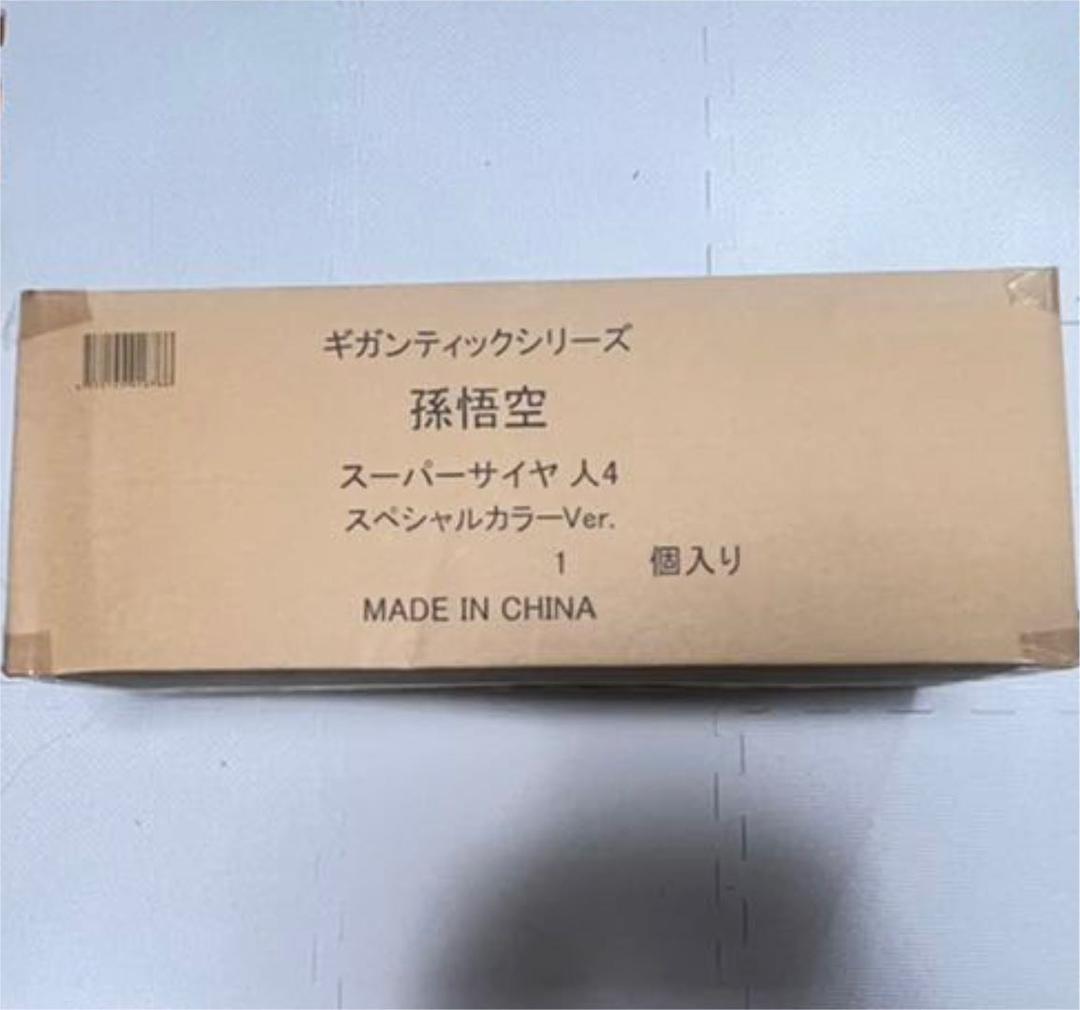 ギガンティックシリーズ
孫悟空
スーパーサイヤ 人4
スペシャルカラーVer.
1 個入り
MADE IN CHINA